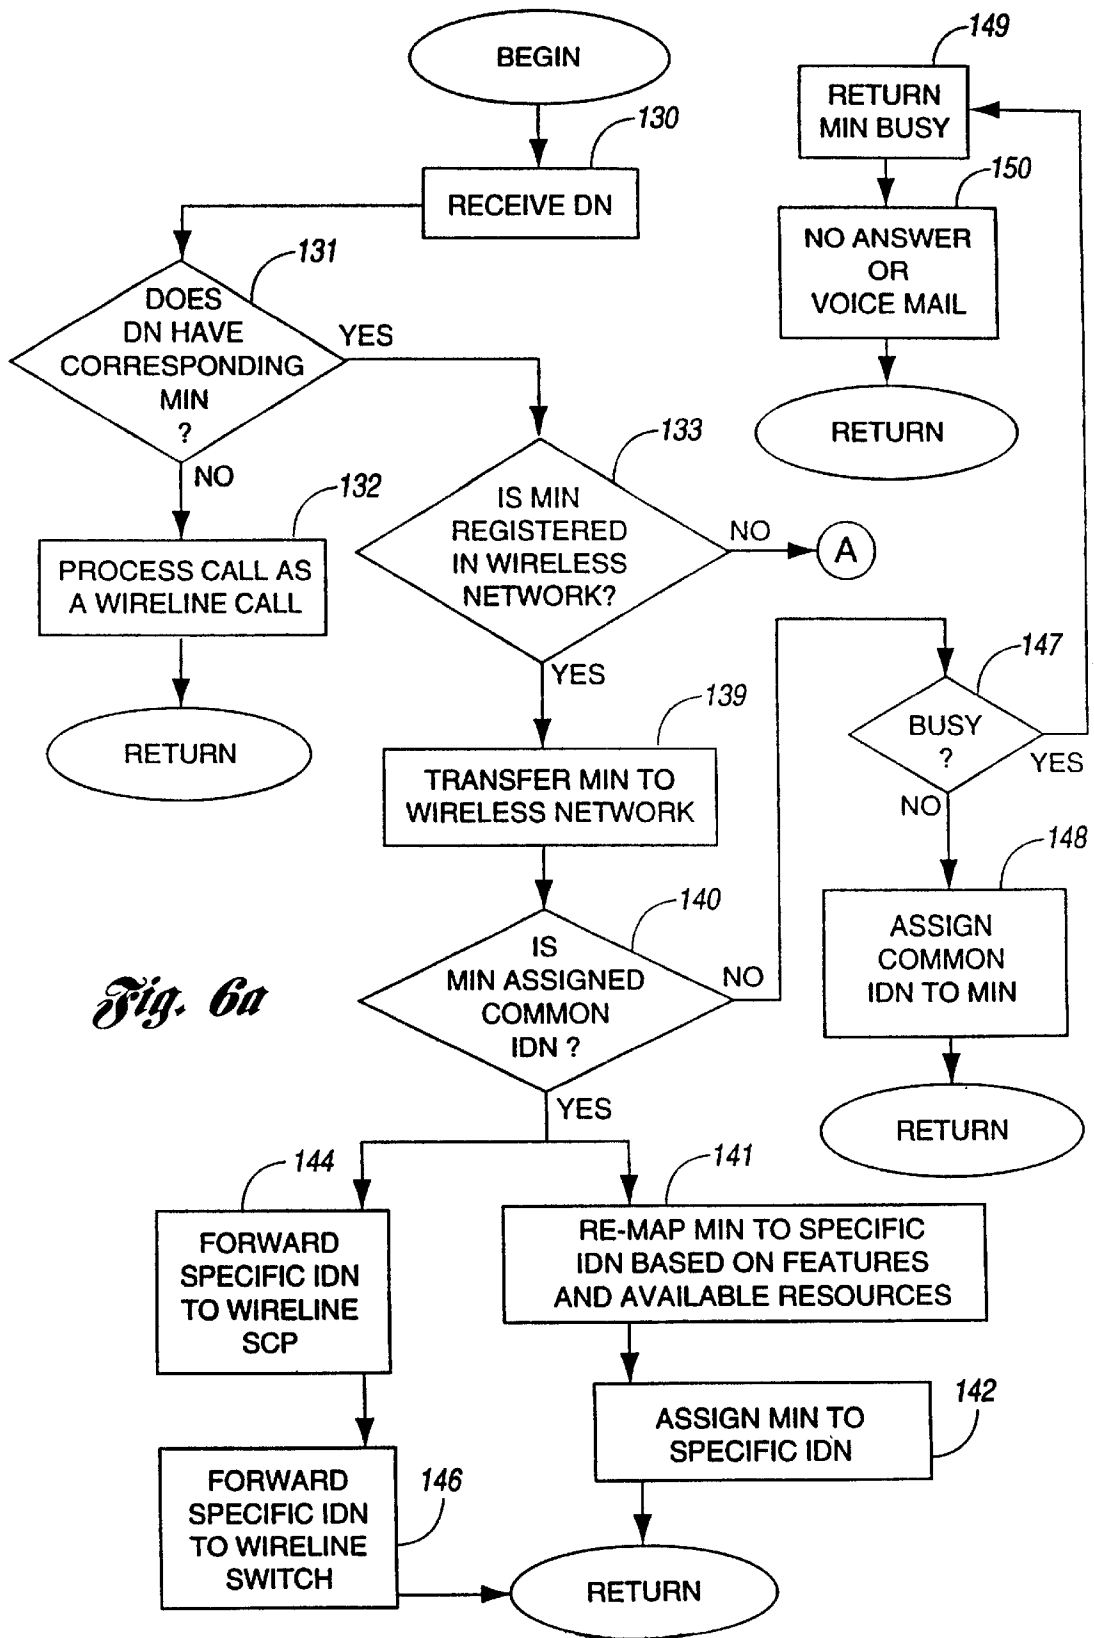 BEGIN
130
RECEIVE DN
131
DOES
DN HAVE
CORRESPONDING
MIN
?
YES
NO
132
PROCESS CALL AS
A WIRELINE CALL
RETURN
133
IS MIN
REGISTERED
IN WIRELESS
NETWORK?
NO
A
YES
139
TRANSFER MIN TO
WIRELESS NETWORK
140
IS
MIN ASSIGNED
COMMON
IDN ?
NO
YES
149
RETURN
MIN BUSY
150
NO ANSWER
OR
VOICE MAIL
RETURN
147
BUSY
?
YES
NO
148
ASSIGN
COMMON
IDN TO MIN
RETURN
Fig. 6a
144
FORWARD
SPECIFIC IDN
TO WIRELINE
SCP
141
RE-MAP MIN TO SPECIFIC
IDN BASED ON FEATURES
AND AVAILABLE RESOURCES
142
ASSIGN MIN TO
SPECIFIC IDN
146
FORWARD
SPECIFIC IDN
TO WIRELINE
SWITCH
RETURN